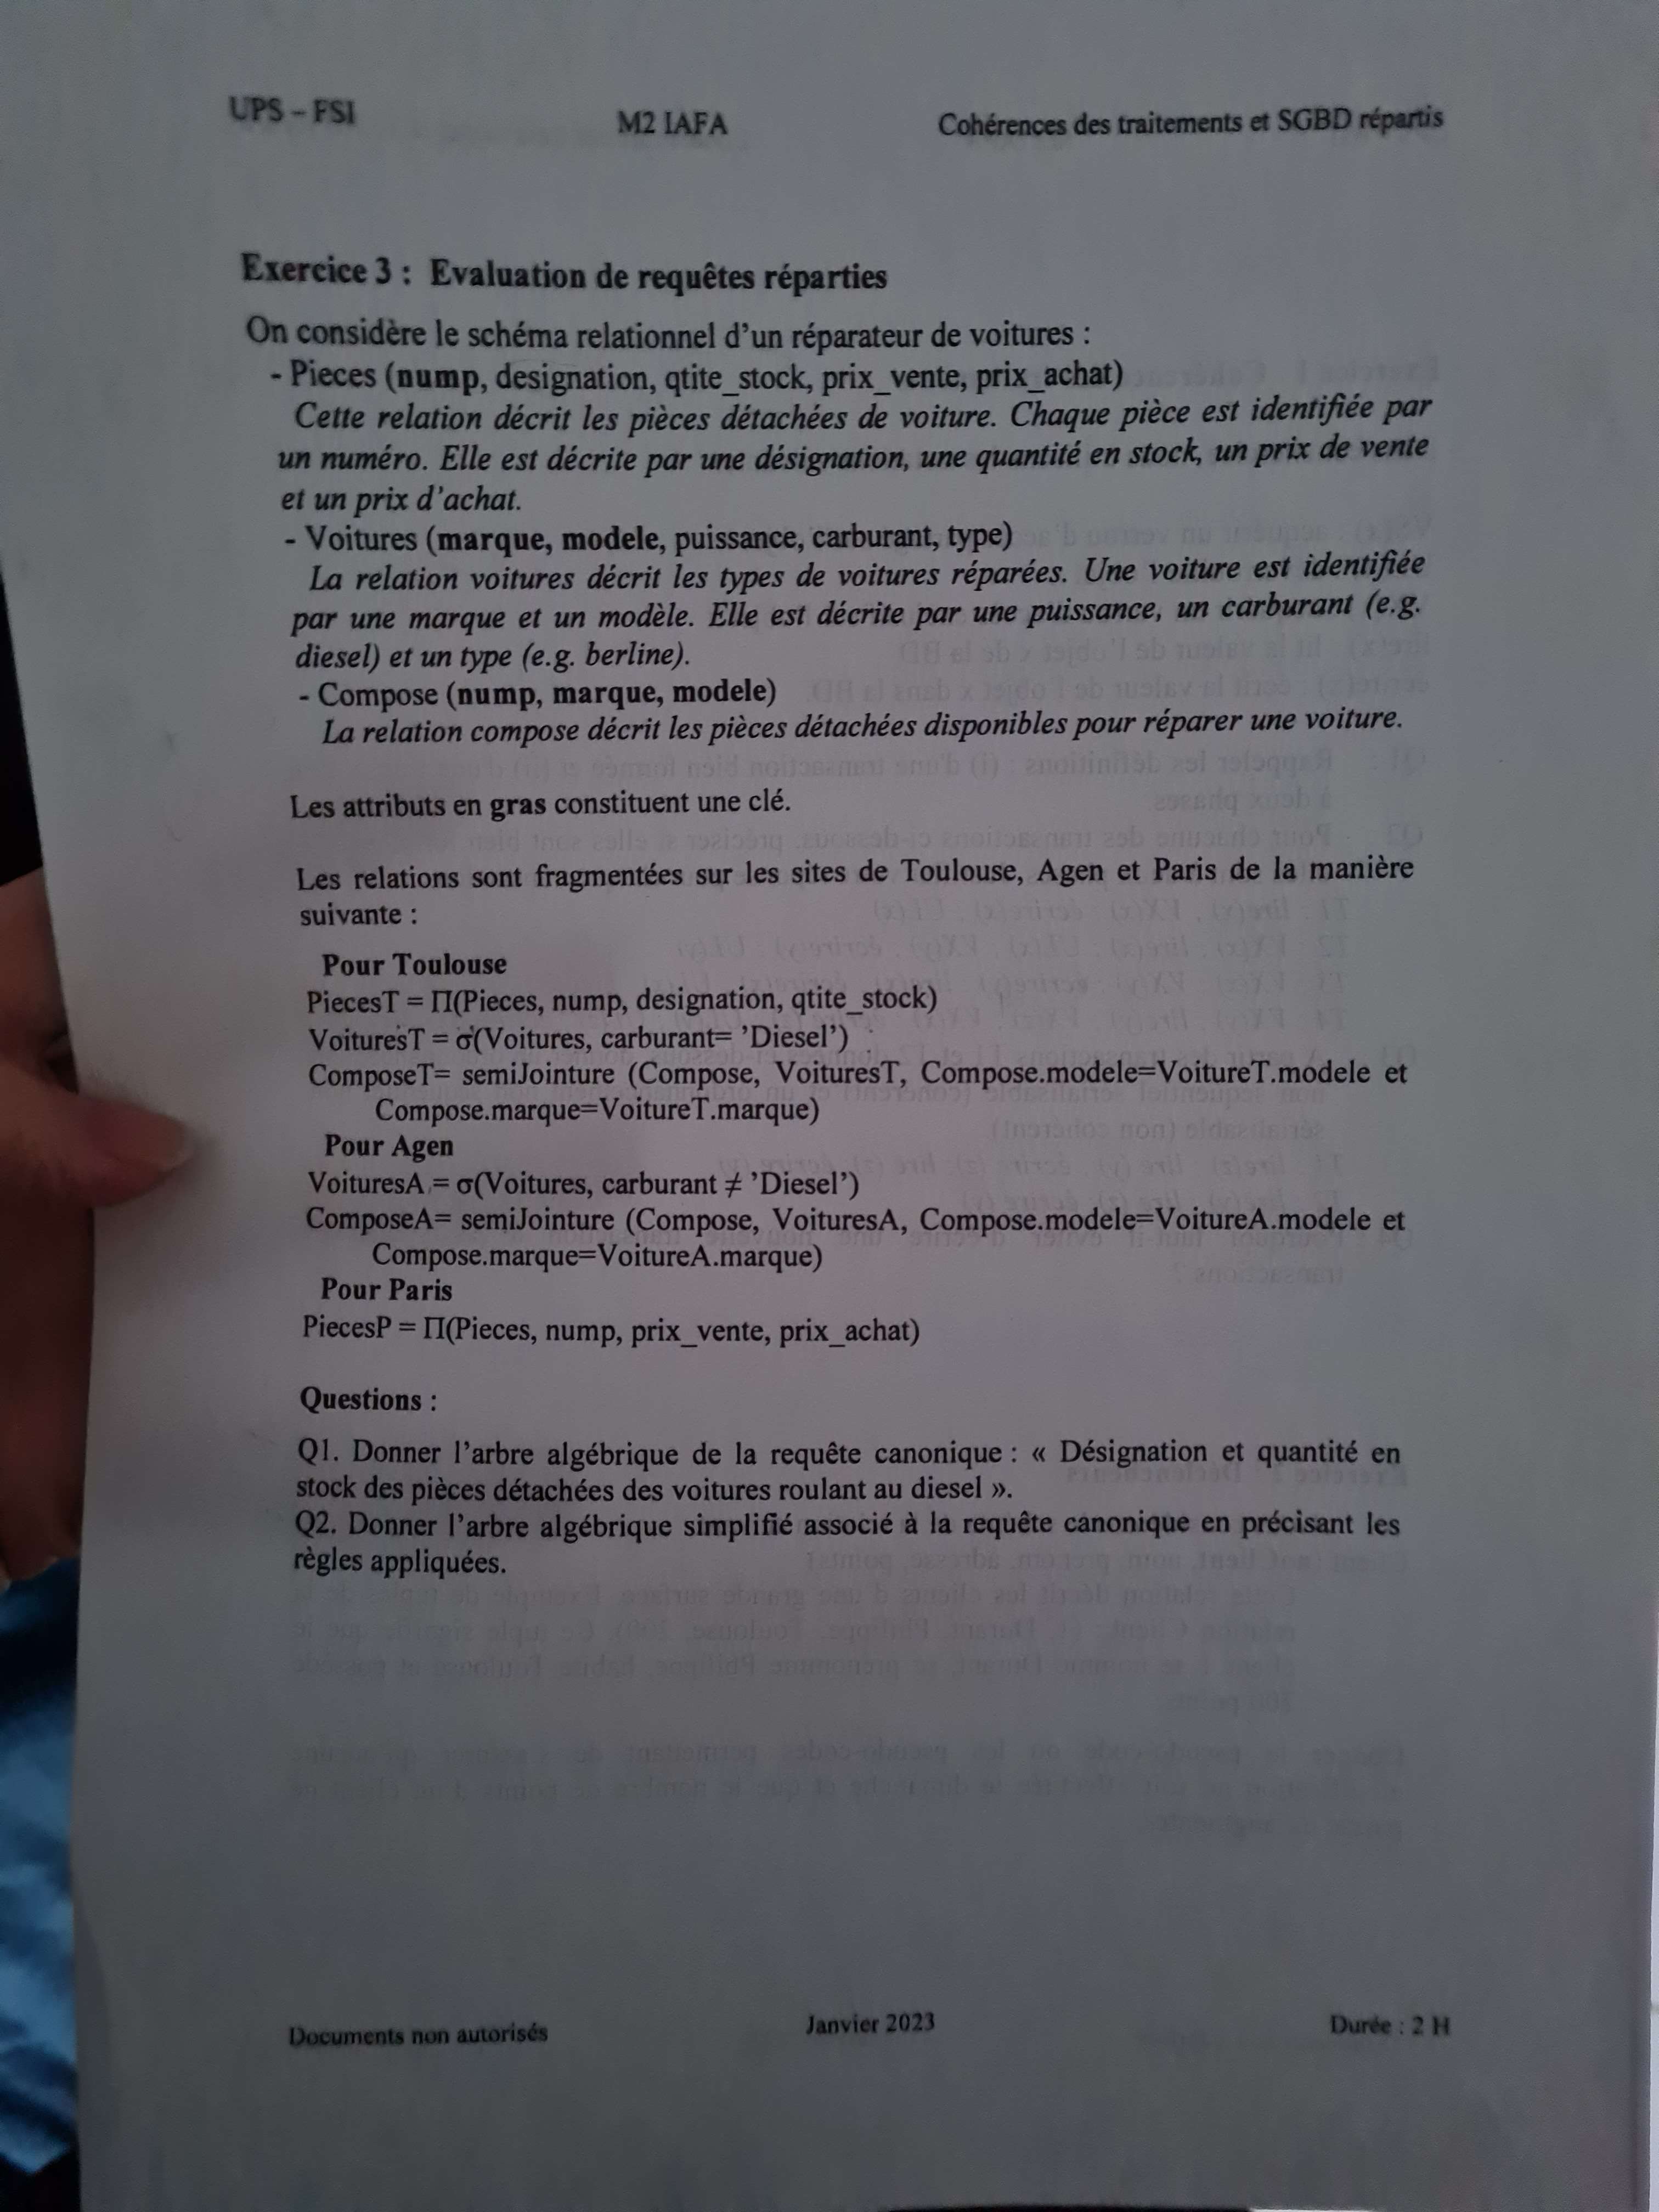 UPS – FSI
M2 IAFA
Cohérences des traitements et SGBD répartis
Exercice 3 : Evaluation de requêtes réparties
On considère le schéma relationnel d’un réparateur de voitures :
- Pieces (nump, designation, qtite_stock, prix_vente, prix_achat)
Cette relation décrit les pièces détachées de voiture. Chaque pièce est identifiée par
un numéro. Elle est décrite par une désignation, une quantité en stock, un prix de vente
et un prix d’achat.
- Voitures (marque, modele, puissance, carburant, type)
La relation voitures décrit les types de voitures réparées. Une voiture est identifiée
par une marque et un modèle. Elle est décrite par une puissance, un carburant (e.g.
diesel) et un type (e.g. berline).
- Compose (nump, marque, modele)
La relation compose décrit les pièces détachées disponibles pour réparer une voiture.
Les attributs en gras constituent une clé.
Les relations sont fragmentées sur les sites de Toulouse, Agen et Paris de la manière
suivante :
Pour Toulouse
PiecesT = Π(Pieces, nump, designation, qtite_stock)
VoituresT = σ(Voitures, carburant= ’Diesel’)
ComposeT= semiJointure (Compose, VoituresT, Compose.modele=VoitureT.modele et
Compose.marque=VoitureT.marque)
Pour Agen
VoituresA = σ(Voitures, carburant ≠ ’Diesel’)
ComposeA= semiJointure (Compose, VoituresA, Compose.modele=VoitureA.modele et
Compose.marque=VoitureA.marque)
Pour Paris
PiecesP = Π(Pieces, nump, prix_vente, prix_achat)
Questions :
Q1. Donner l’arbre algébrique de la requête canonique : « Désignation et quantité en
stock des pièces détachées des voitures roulant au diesel ».
Q2. Donner l’arbre algébrique simplifié associé à la requête canonique en précisant les
règles appliquées.
Documents non autorisés
Janvier 2023
Durée : 2 H